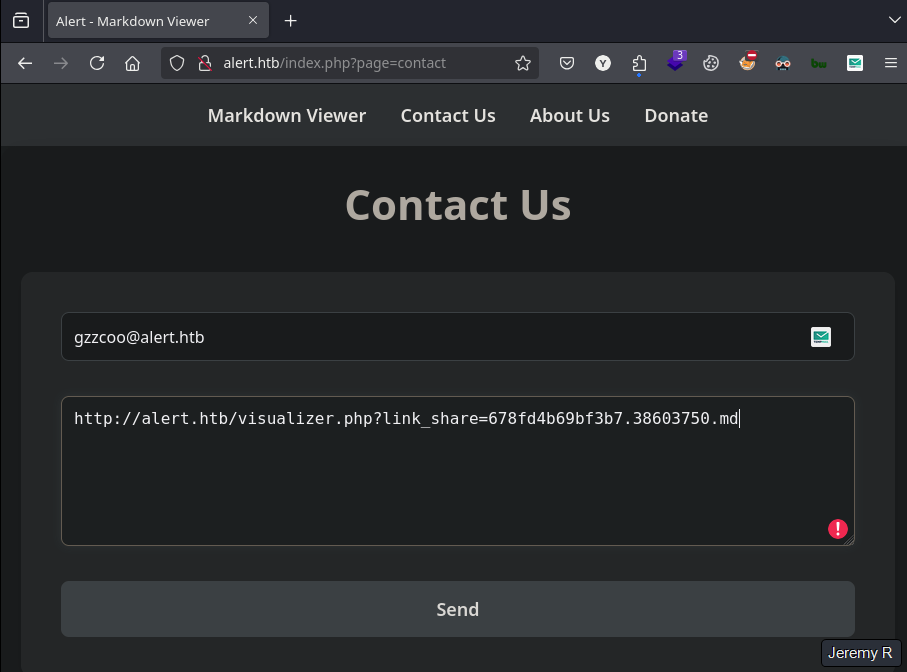 Alert - Markdown Viewer
alert.htb/index.php?page=contact
Y
3
Markdown Viewer Contact Us About Us Donate
Contact Us
gzzcoo@alert.htb
http://alert.htb/visualizer.php?link_share=678fd4b69bf3b7.38603750.md
!
Send
Jeremy R